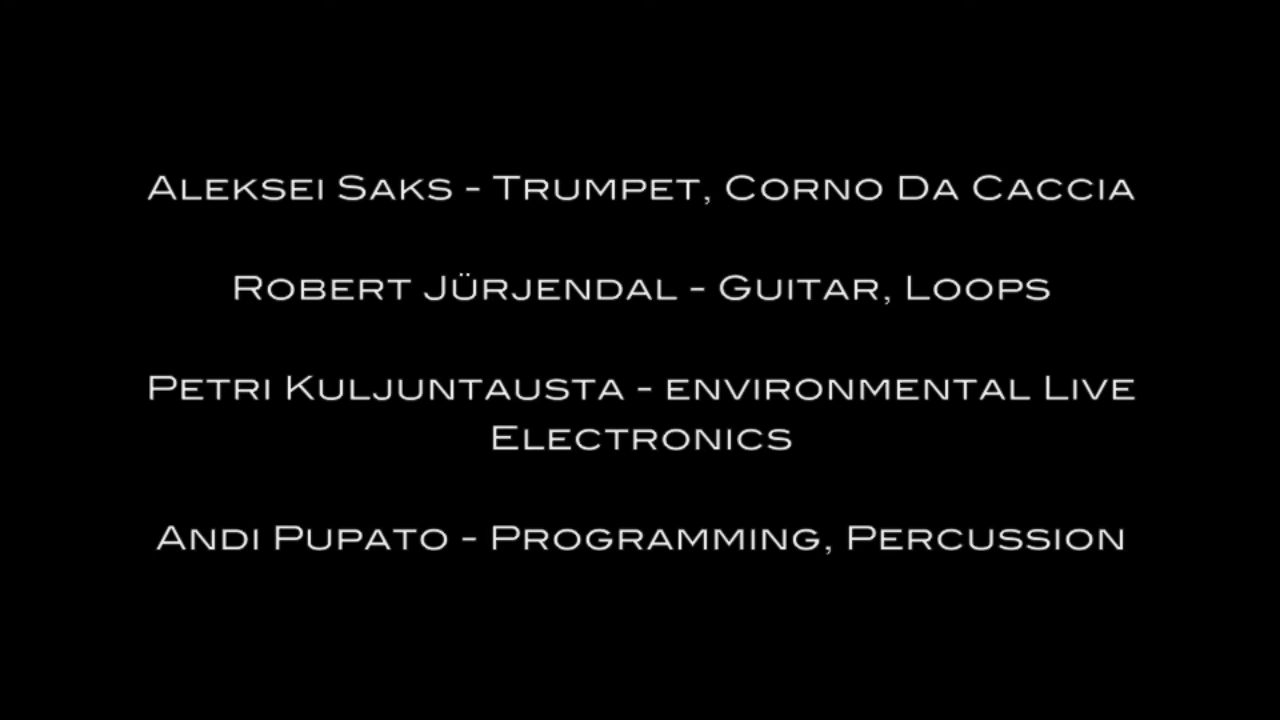 Aleksei Saks - Trumpet, Corno Da Caccia
Robert Jürjendal - Guitar, Loops
Petri Kuljuntausta - environmental Live
Electronics
Andi Pupato - Programming, Percussion